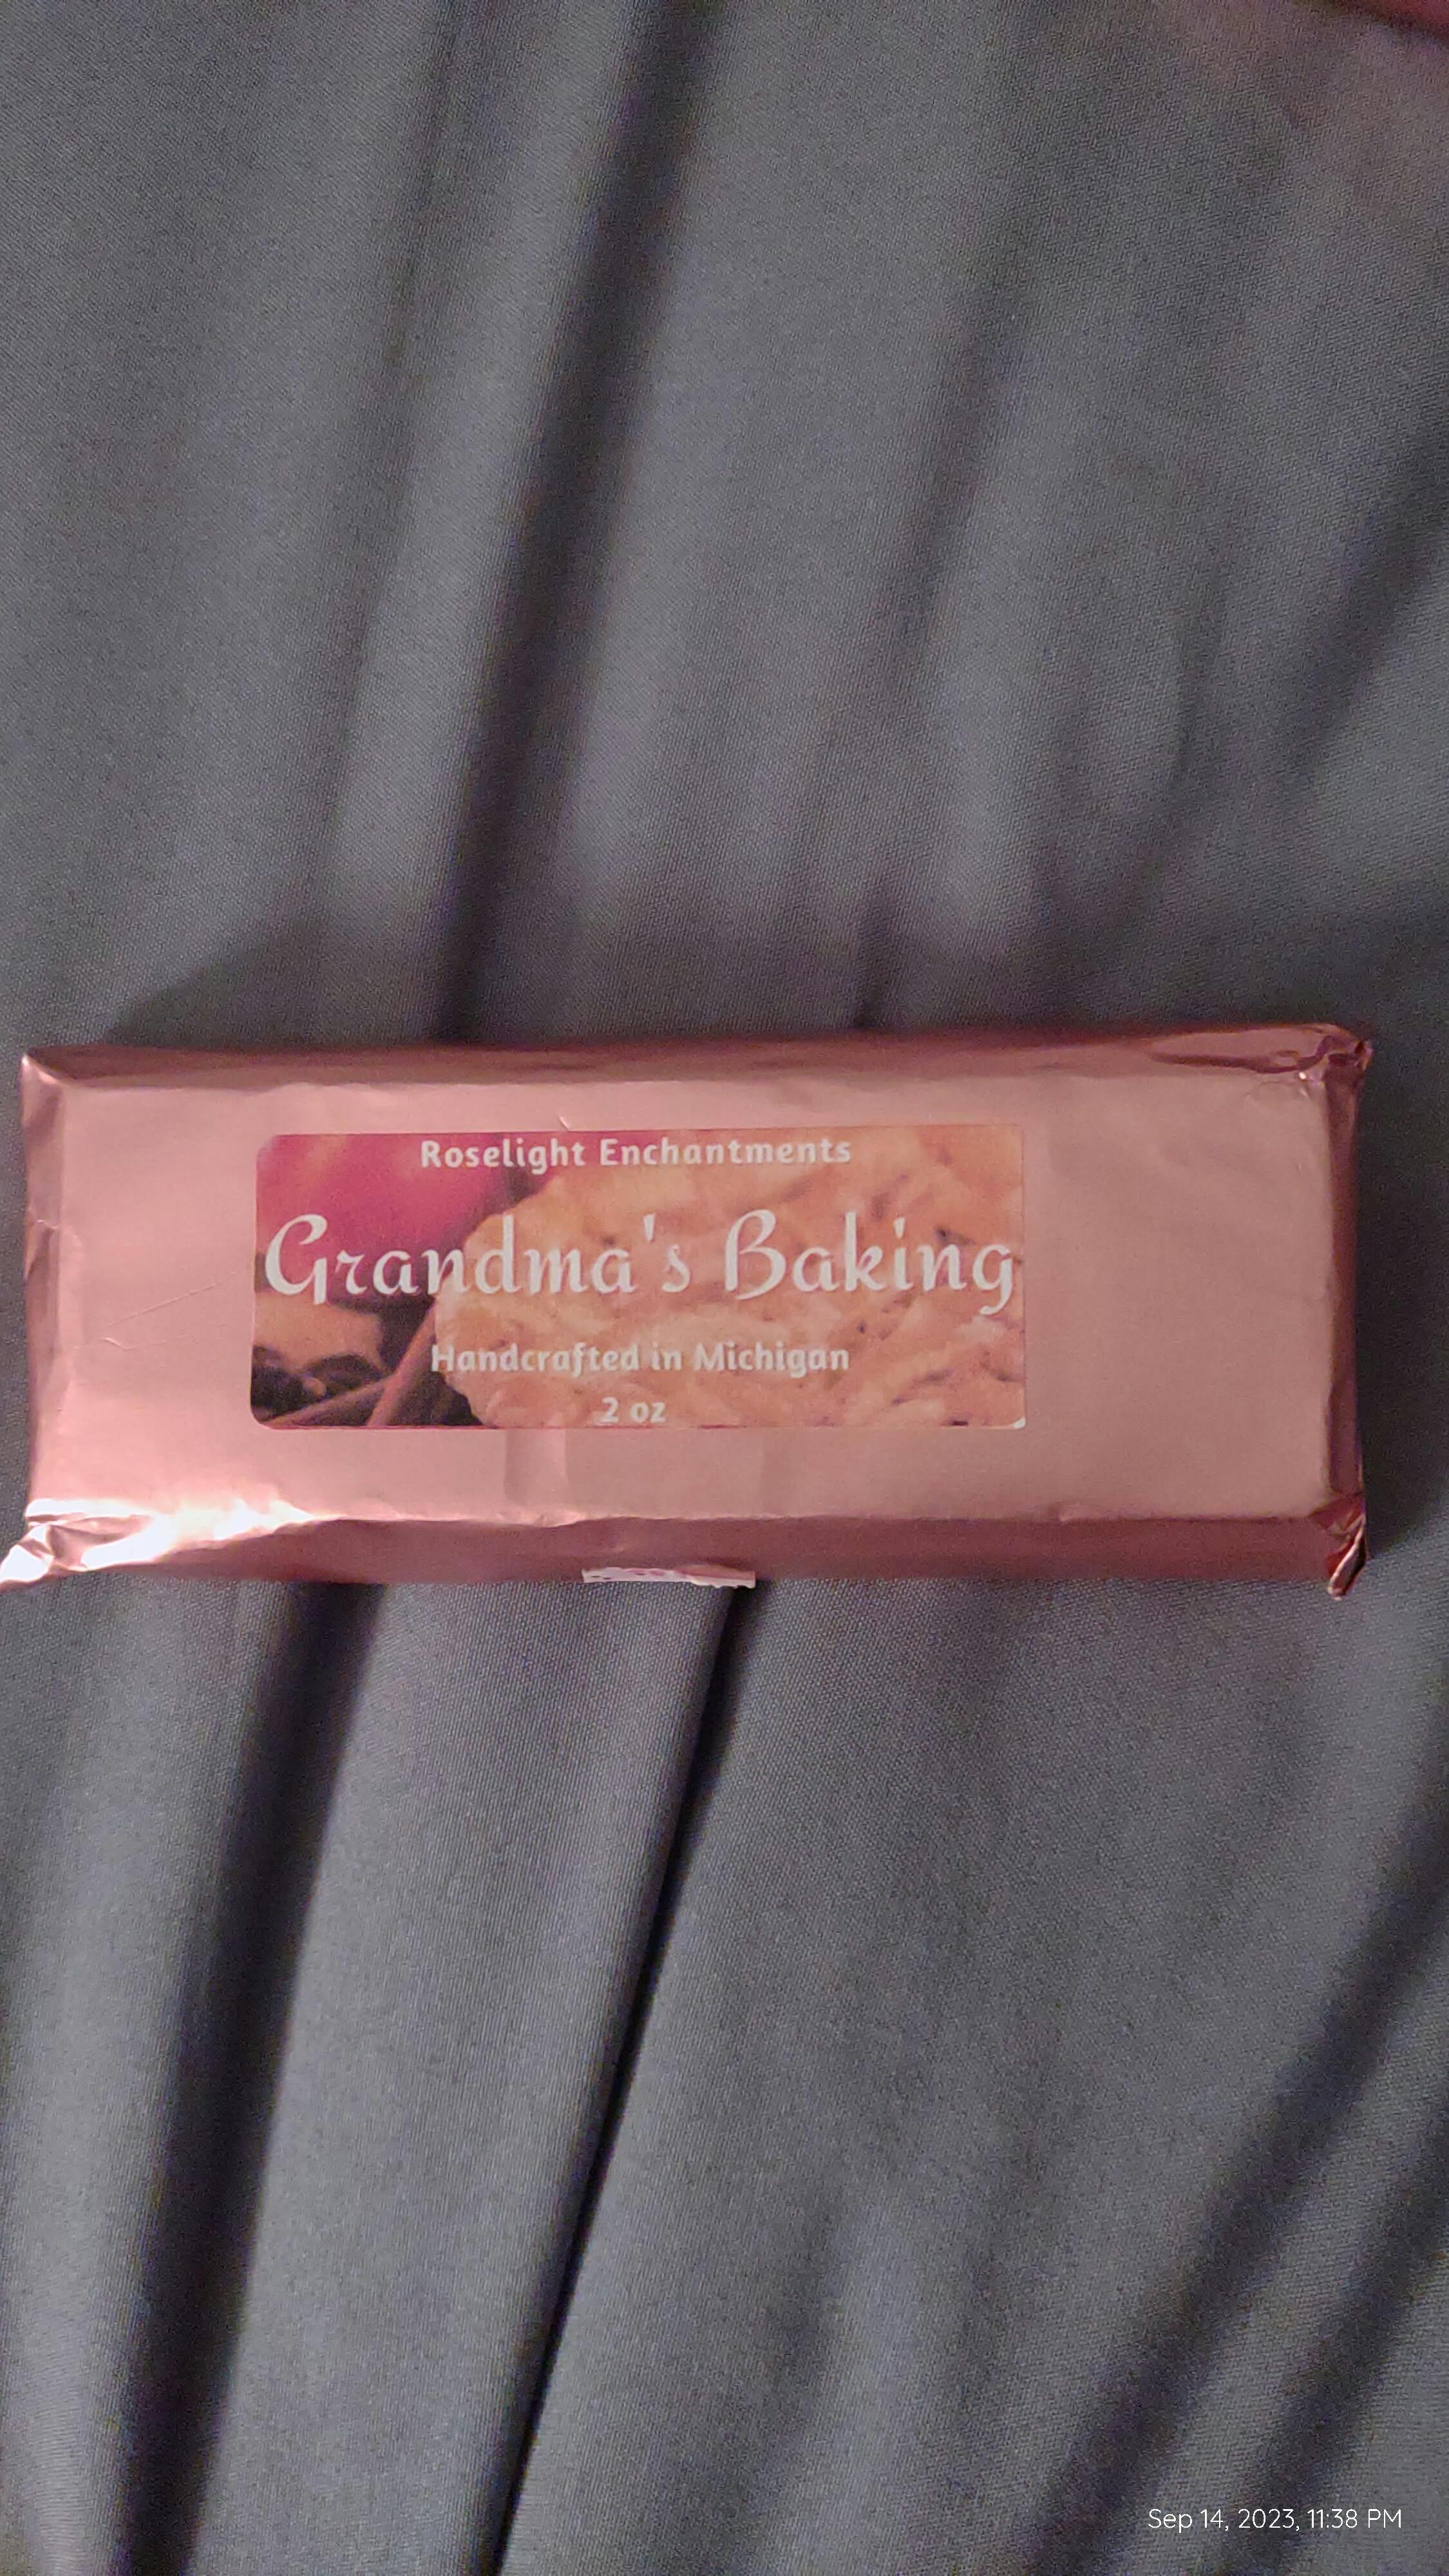 Roselight Enchantments
Grandma's Baking
Handcrafted in Michigan
2 oz
Sep 14, 2023, 11:38 PM